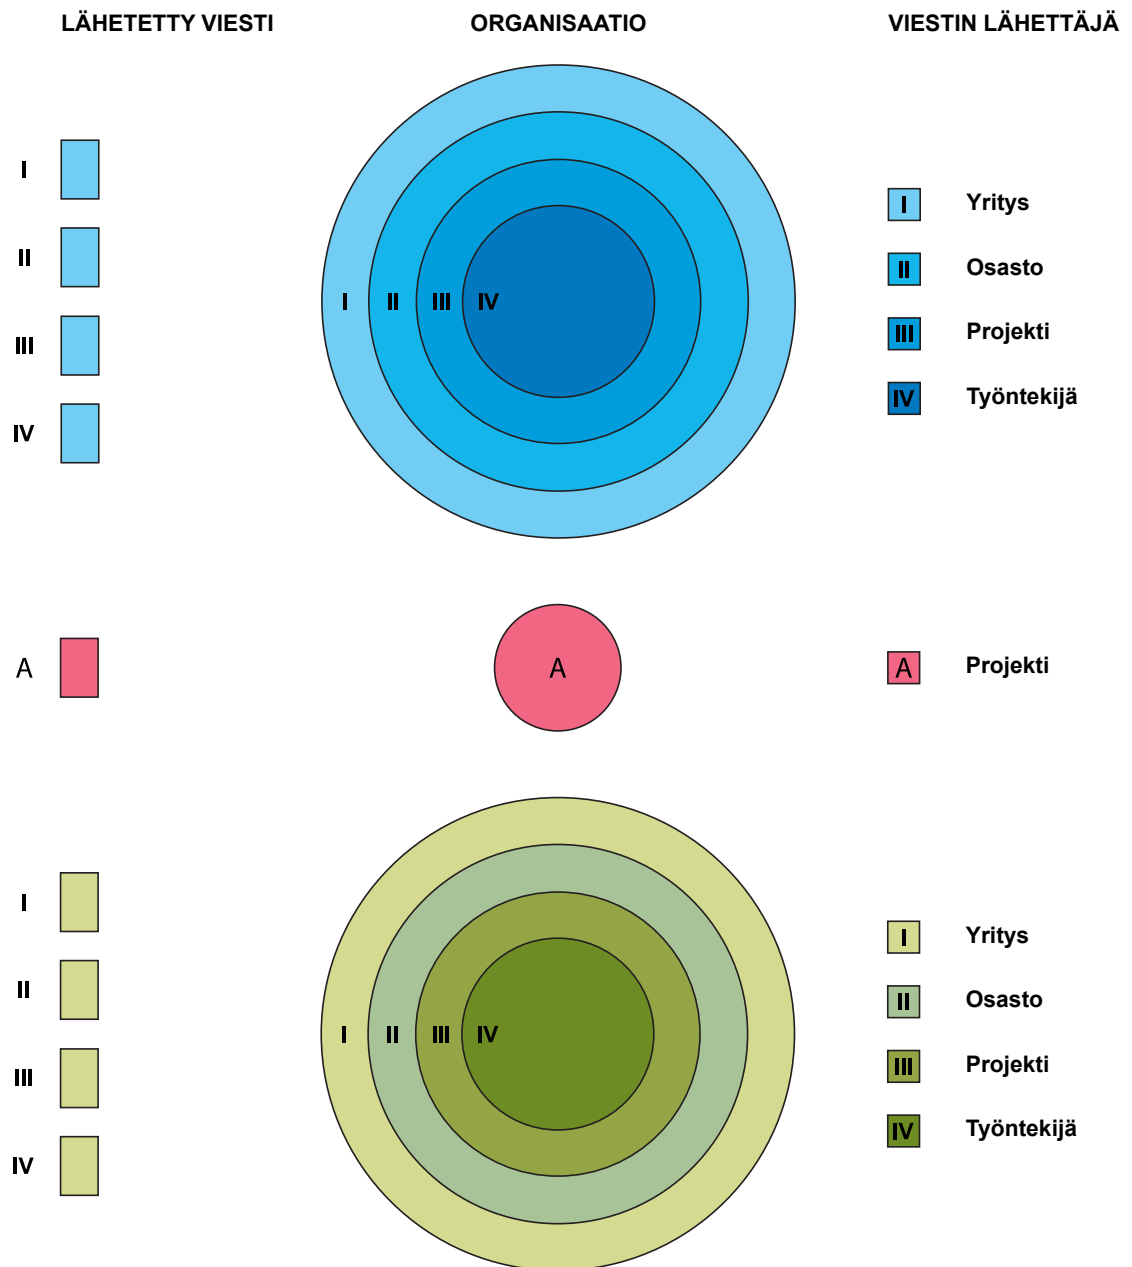 LÄHETETTY VIESTI ORGANISAATIO VIESTIN LÄHETTÄJÄ
I
II
III
IV
I II III IV
I Yritys
II Osasto
III Projekti
IV Työntekijä
A A A Projekti
I
II
III
IV
I II III IV
I Yritys
II Osasto
III Projekti
IV Työntekijä